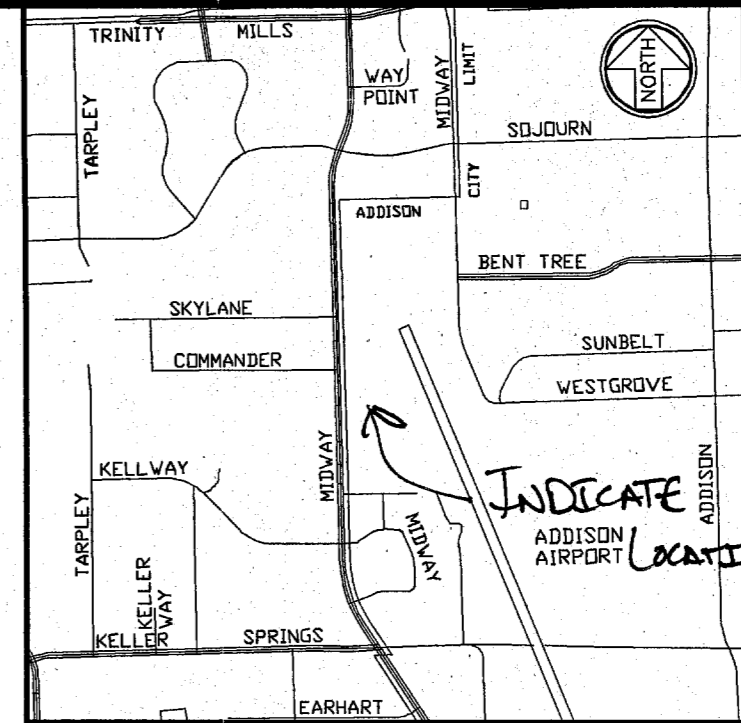 TRINITY MILLS
WAY
POINT
MIDWAY
LIMIT
NORTH
TARPLEY
SOJOURN
CITY
ADDISON
BENT TREE
SKYLANE
SUNBELT
COMMANDER
WESTGROVE
MIDWAY
KELLWAY
INDICATE
ADDISON
MIDWAY
ADDISON
AIRPORT
LOCATI
TARPLEY
KELLER
WAY
KELLER SPRINGS
EARHART